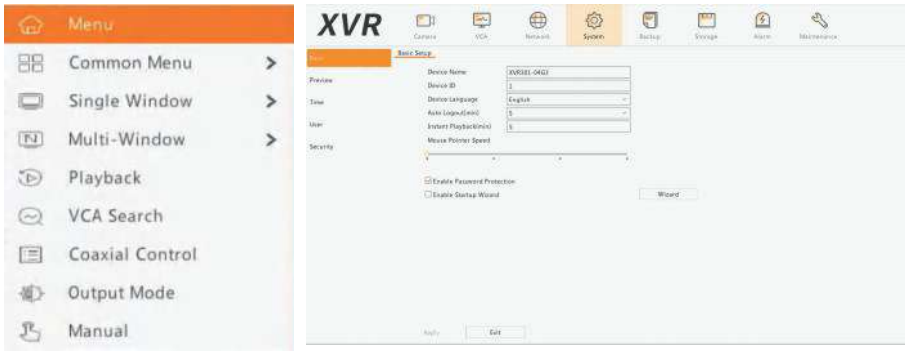 Menu
Common Menu
Single Window
Multi-Window
Playback
VCA Search
Coaxial Control
Output Mode
Manual
XVR
Camera
VCA
Network
System
Backup
Storage
Alarm
Maintenance
Basic
Preview
Time
User
Security
Basic Setup
Device Name XVR301-04G3
Device ID 1
Device Language English
Auto Logout(min) 5
Instant Playback(min) 5
Mouse Pointer Speed
Enable Password Protection
Enable Startup Wizard
Wizard
Apply
Exit